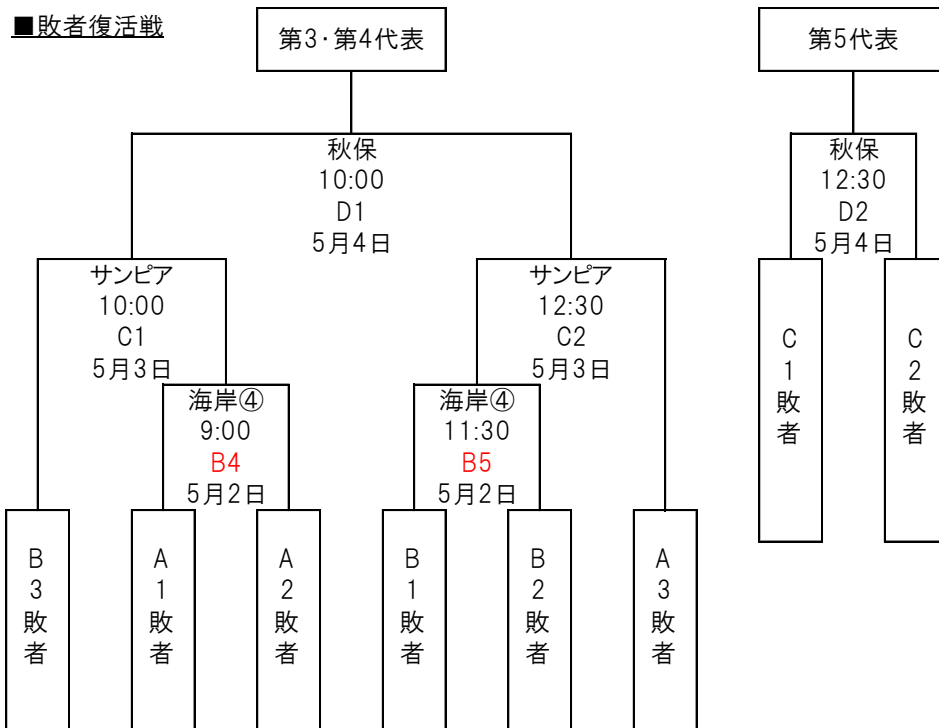 ■敗者復活戦
第3・第4代表
第5代表
秋保
10:00
D1
5月4日
秋保
12:30
D2
5月4日
サンピア
10:00
C1
5月3日
サンピア
12:30
C2
5月3日
海岸④
9:00
B4
5月2日
海岸④
11:30
B5
5月2日
C1敗者
C2敗者
B3敗者
A1敗者
A2敗者
B1敗者
B2敗者
A3敗者